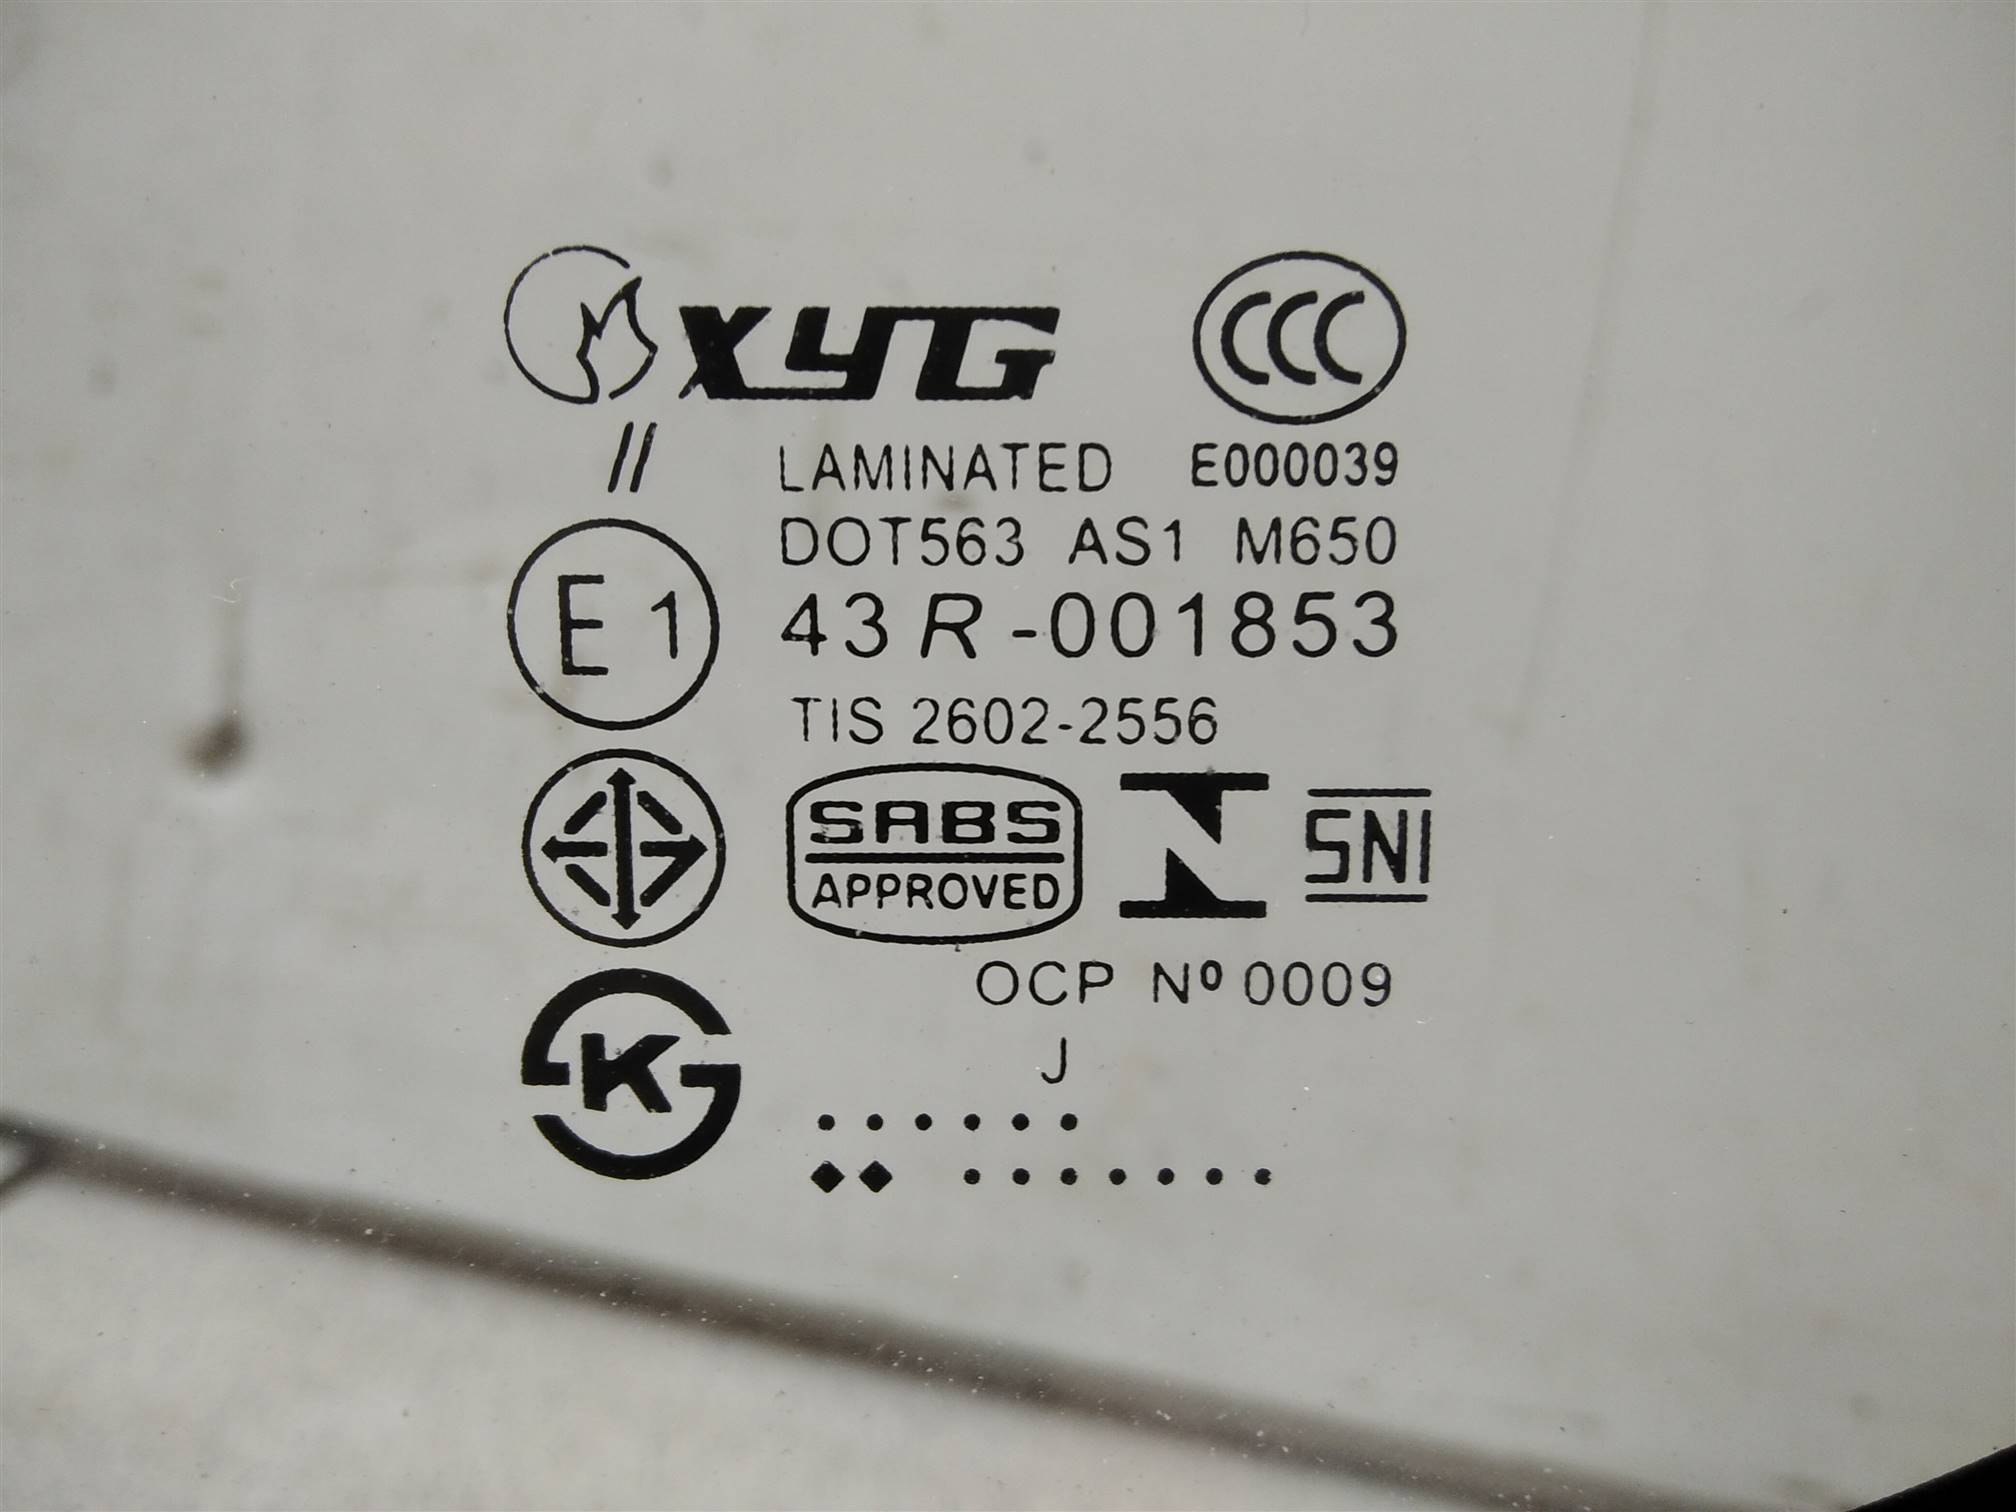 XYG CCC
// LAMINATED E000039
DOT563 AS1 M650
E1 43R-001853
TIS 2602-2556
SABS
APPROVED
SNI
OCP Nº 0009
K
J